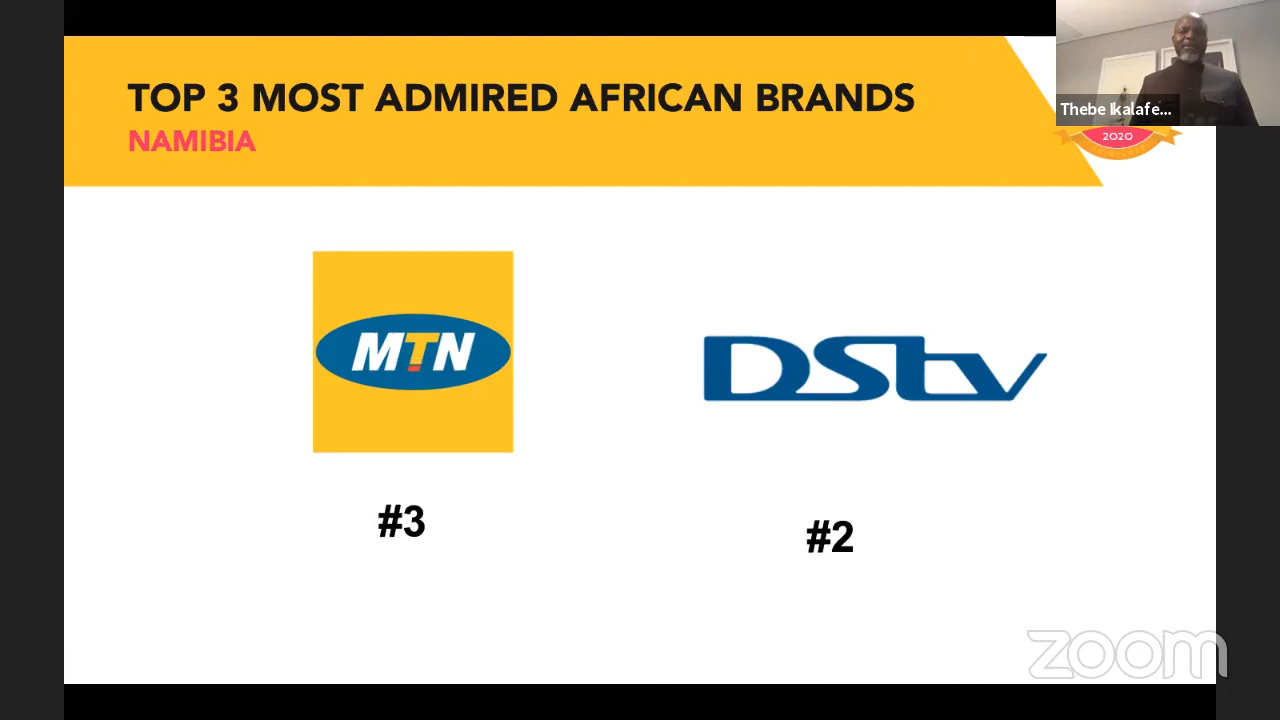 TOP 3 MOST ADMIRED AFRICAN BRANDS
NAMIBIA
Thebe Ikalafe...
2020
MTN
DStv
#3
#2
zoom